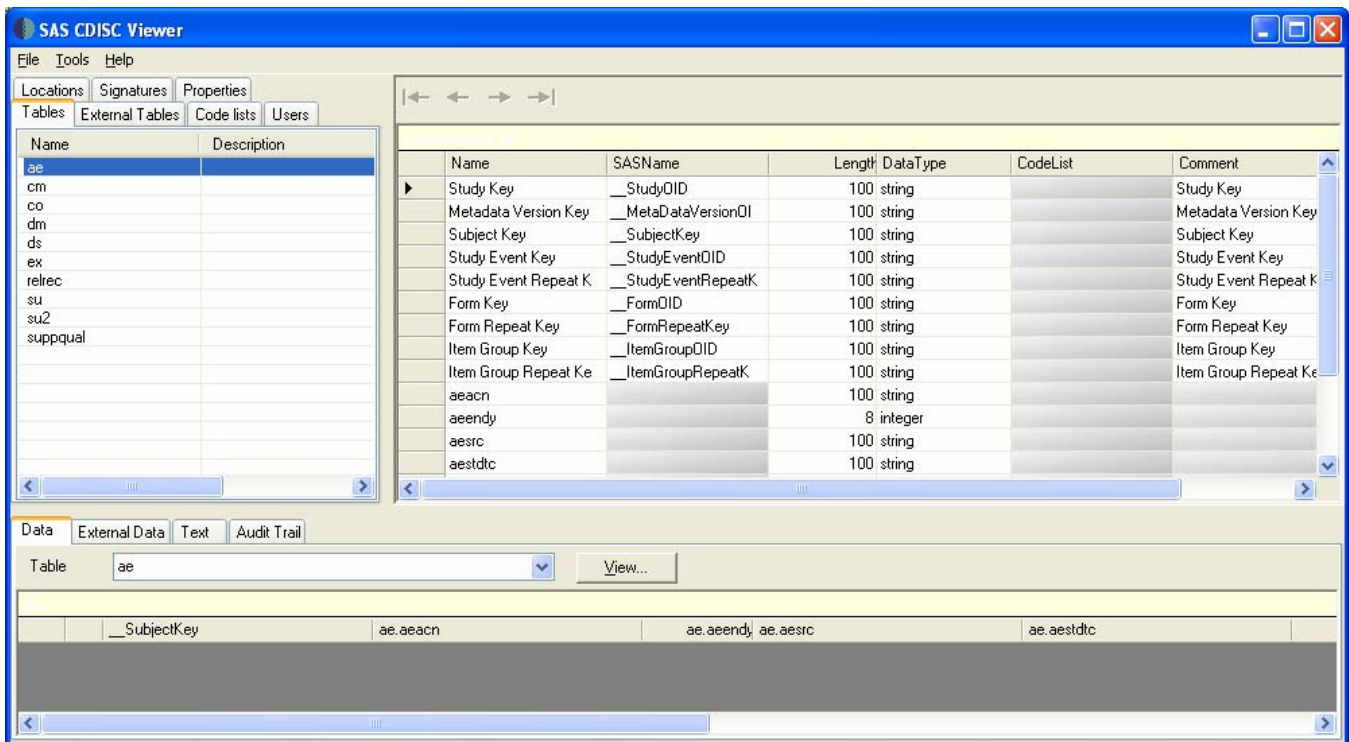 SAS CDISC Viewer
File Tools Help
Locations Signatures Properties
Tables External Tables Code lists Users
Name Description
ae
cm
co
dm
ds
ex
relrec
su
su2
suppqual
Name SASName Length DataType CodeList Comment
Study Key __StudyOID 100 string Study Key
Metadata Version Key __MetaDataVersionOI 100 string Metadata Version Key
Subject Key __SubjectKey 100 string Subject Key
Study Event Key __StudyEventOID 100 string Study Event Key
Study Event Repeat K __StudyEventRepeatK 100 string Study Event Repeat K
Form Key __FormOID 100 string Form Key
Form Repeat Key __FormRepeatKey 100 string Form Repeat Key
Item Group Key __ItemGroupOID 100 string Item Group Key
Item Group Repeat Ke __ItemGroupRepeatK 100 string Item Group Repeat Ke
aeacn 100 string
aeendy 8 integer
aesrc 100 string
aestdtc 100 string
Data External Data Text Audit Trail
Table ae View...
__SubjectKey ae.aeacn ae.aeendy ae.aesrc ae.aestdtc